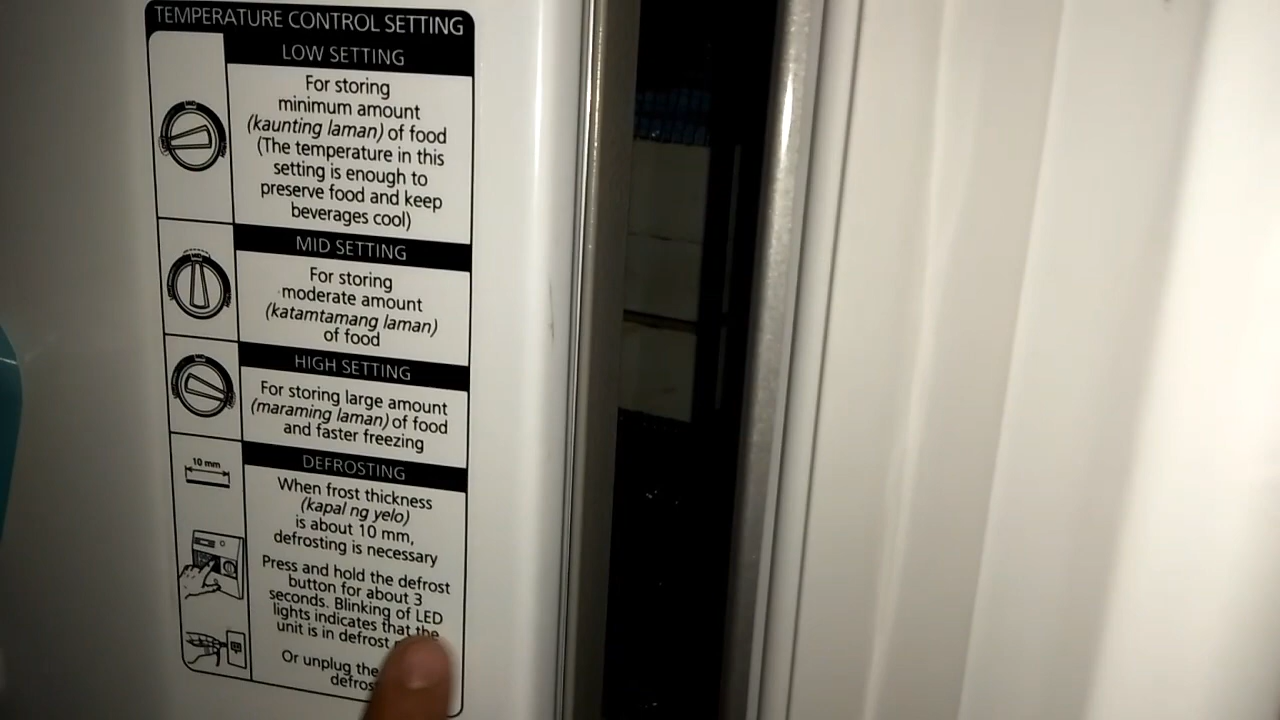 TEMPERATURE CONTROL SETTING
LOW SETTING
For storing
minimum amount
(kaunting laman) of food
(The temperature in this
setting is enough to
preserve food and keep
beverages cool)
MID SETTING
For storing
moderate amount
(katamtamang laman)
of food
HIGH SETTING
For storing large amount
(maraming laman) of food
and faster freezing
DEFROSTING
10 mm
When frost thickness
(kapal ng yelo)
is about 10 mm,
defrosting is necessary
Press and hold the defrost
button for about 3
seconds. Blinking of LED
lights indicates that the
unit is in defrost
Or unplug the